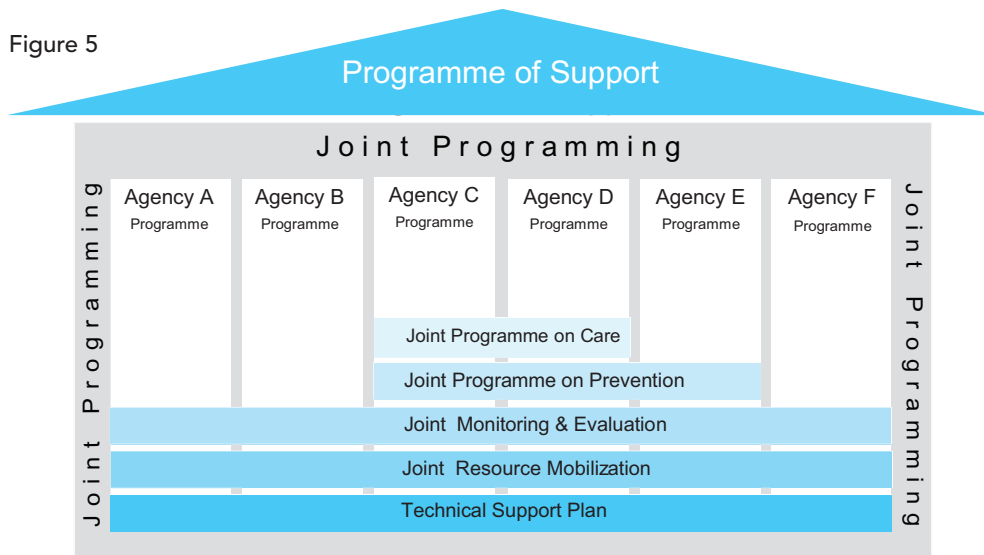 Figure 5
Programme of Support
Joint Programming
Joint Programming
Agency A
Programme
Agency B
Programme
Agency C
Programme
Agency D
Programme
Agency E
Programme
Agency F
Programme
Joint Programming
Joint Programme on Care
Joint Programme on Prevention
Joint Monitoring & Evaluation
Joint Resource Mobilization
Technical Support Plan